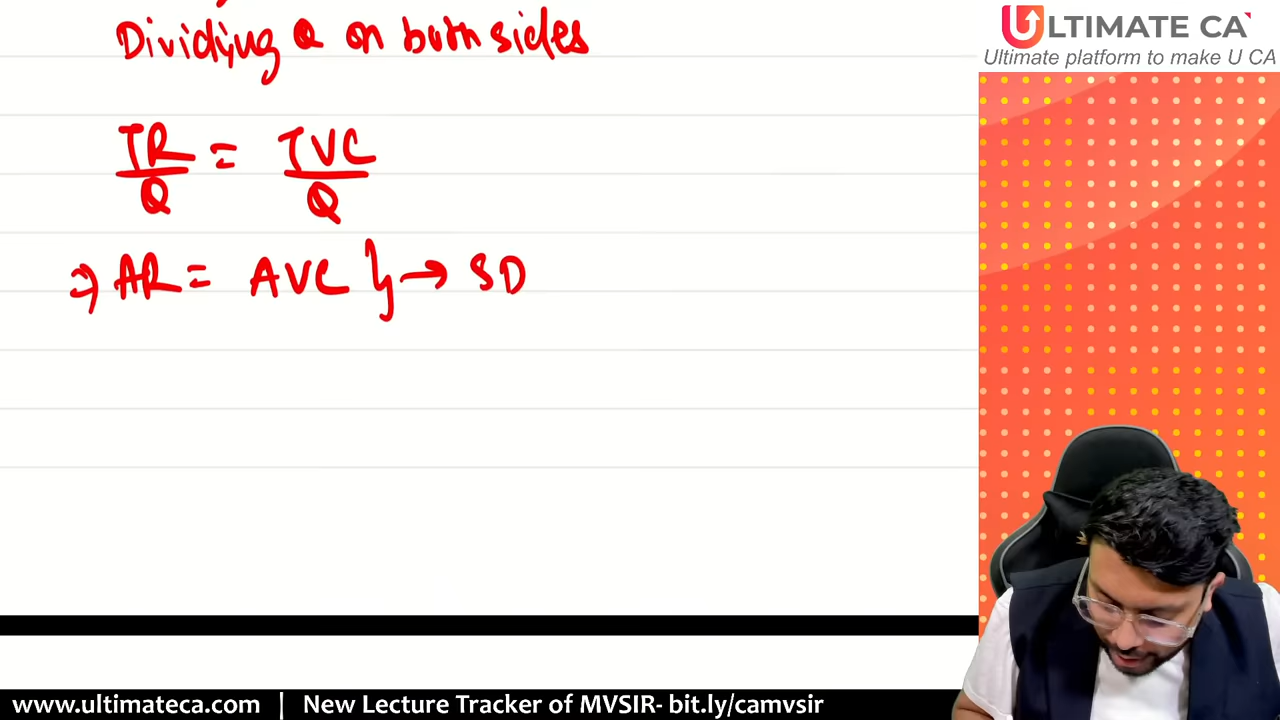 Dividing Q on both sides
TR/Q = TVC/Q
⇒ AR = AVC } → SD
ULTIMATE CA
Ultimate platform to make U CA
www.ultimateca.com | New Lecture Tracker of MVSIR- bit.ly/camvsir